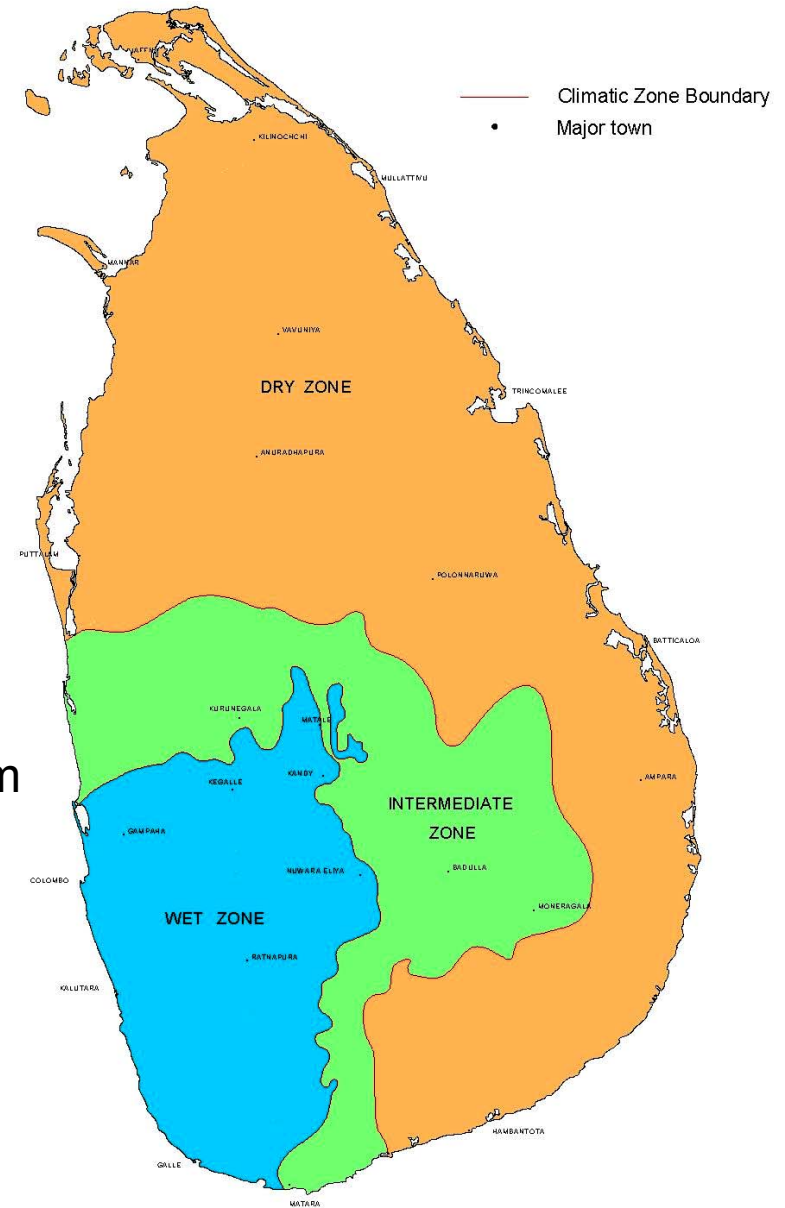 JAFFNA
Climatic Zone Boundary
Major town
KILINOCHCHI
MULLATTIVU
MANNAR
VAVUNIYA
DRY ZONE
TRINCOMALEE
ANURADHAPURA
PUTTALAM
POLONNARUWA
BATTICALOA
KURUNEGALA
MATALE
m
KANDY
KEGALLE
AMPARA
INTERMEDIATE
ZONE
GAMPAHA
BADULLA
NUWARA ELIYA
COLOMBO
MONERAGALA
WET ZONE
RATNAPURA
KALUTARA
HAMBANTOTA
GALLE
MATARA